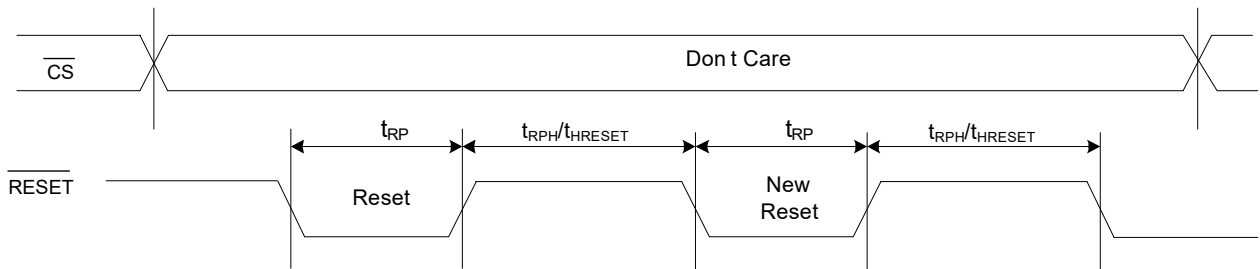 CS
Don t Care
tRP
tRPH/tHRESET
tRP
tRPH/tHRESET
RESET
Reset
New
Reset